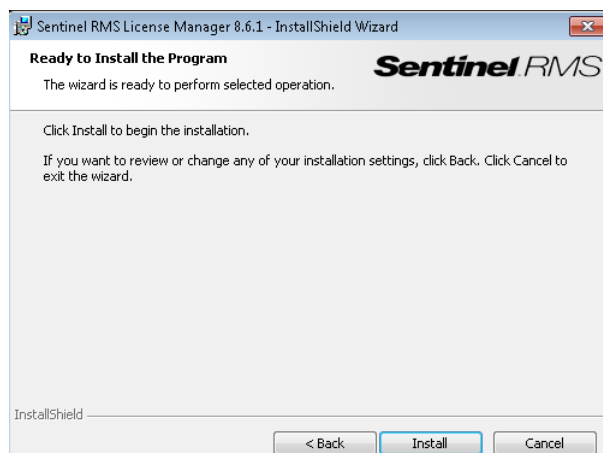 Sentinel RMS License Manager 8.6.1 - InstallShield Wizard
Ready to Install the Program
The wizard is ready to perform selected operation.
Sentinel RMS
Click Install to begin the installation.
If you want to review or change any of your installation settings, click Back. Click Cancel to
exit the wizard.
InstallShield
< Back
Install
Cancel